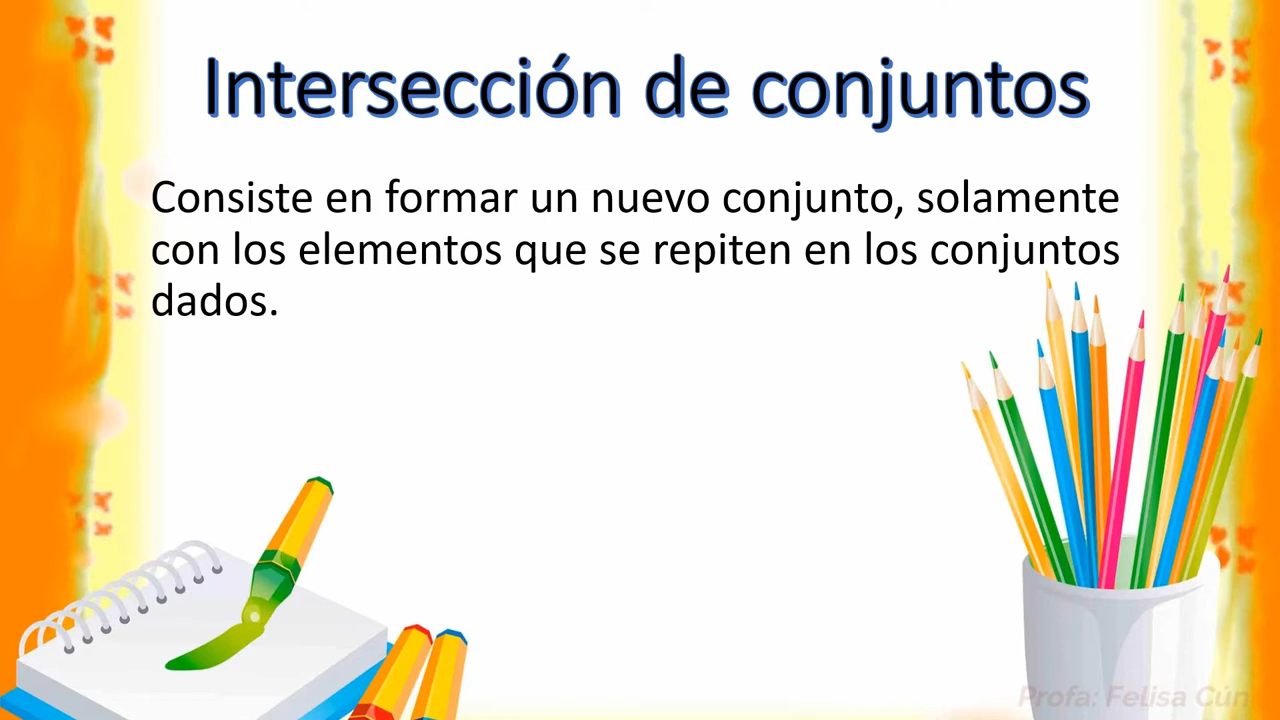 Intersección de conjuntos
Consiste en formar un nuevo conjunto, solamente
con los elementos que se repiten en los conjuntos
dados.
Profa: Felisa Cún